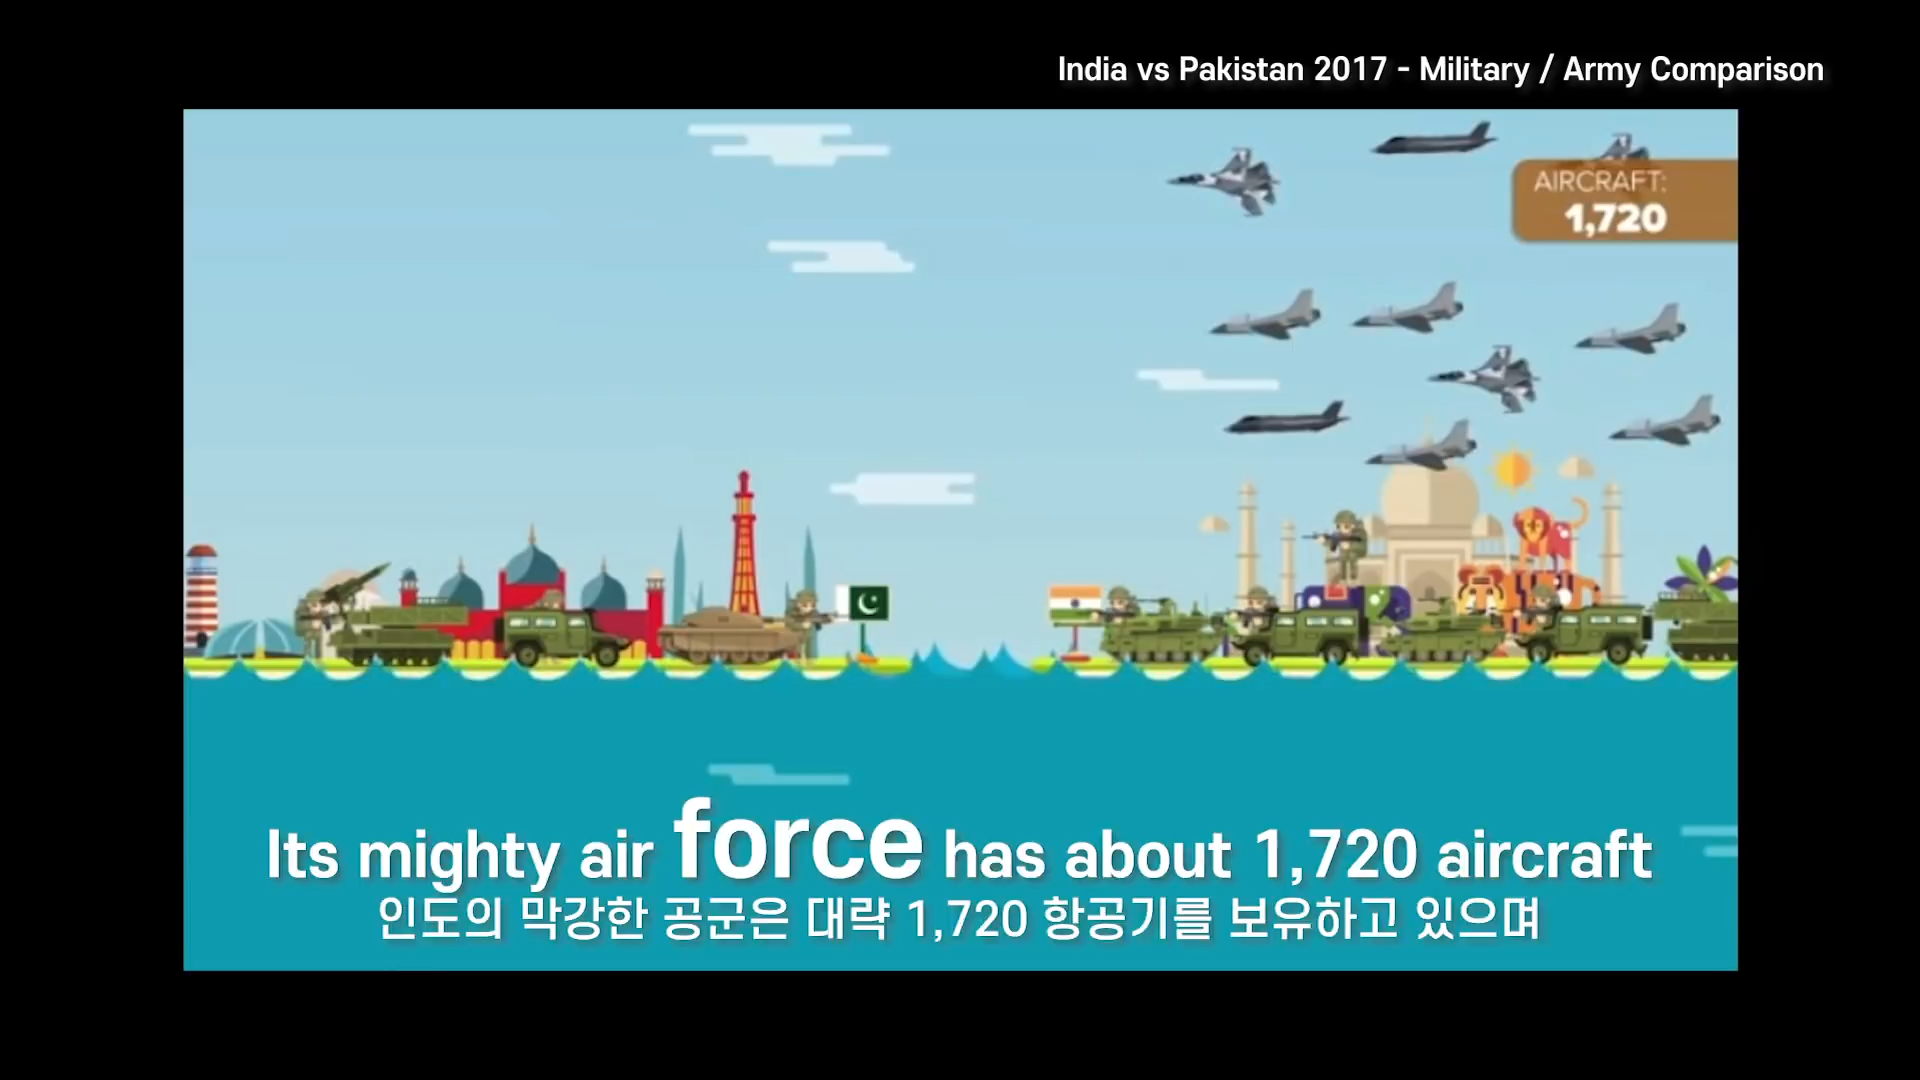 India vs Pakistan 2017 - Military / Army Comparison
AIRCRAFT:
1,720
Its mighty air force has about 1,720 aircraft
인도의 막강한 공군은 대략 1,720 항공기를 보유하고 있으며